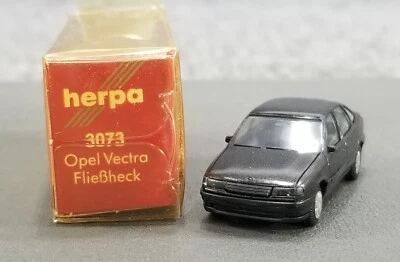 herpa
3073
Opel Vectra
Fließheck